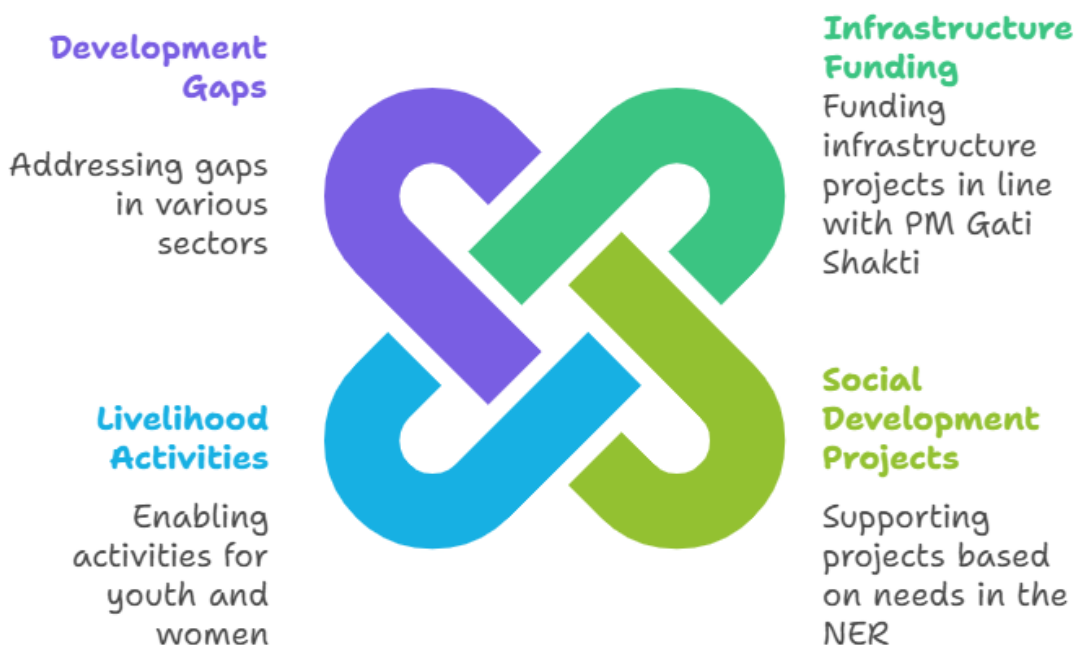 Development
Gaps
Addressing gaps
in various
sectors
Infrastructure
Funding
Funding
infrastructure
projects in line
with PM Gati
Shakti
Livelihood
Activities
Enabling
activities for
youth and
women
Social
Development
Projects
Supporting
projects based
on needs in the
NER